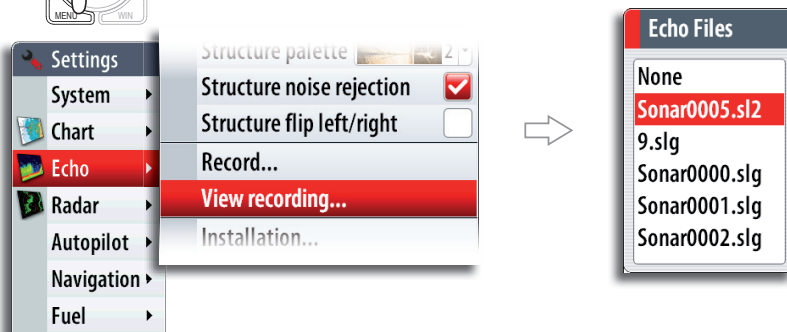 MENU
WIN
Settings
System
Chart
Echo
Radar
Autopilot
Navigation
Fuel
Structure palette 2
Structure noise rejection
Structure flip left/right
Record...
View recording...
Installation...
Echo Files
None
Sonar0005.sl2
9.slg
Sonar0000.slg
Sonar0001.slg
Sonar0002.slg